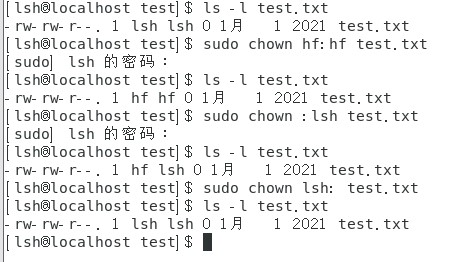 [lsh@localhost test]$ ls -l test.txt
-rw-rw-r--. 1 lsh lsh 0 1月   1 2021 test.txt
[lsh@localhost test]$ sudo chown hf:hf test.txt
[sudo] lsh 的密码：
[lsh@localhost test]$ ls -l test.txt
-rw-rw-r--. 1 hf hf 0 1月   1 2021 test.txt
[lsh@localhost test]$ sudo chown :lsh test.txt
[sudo] lsh 的密码：
[lsh@localhost test]$ ls -l test.txt
-rw-rw-r--. 1 hf lsh 0 1月   1 2021 test.txt
[lsh@localhost test]$ sudo chown lsh: test.txt
[lsh@localhost test]$ ls -l test.txt
-rw-rw-r--. 1 lsh lsh 0 1月   1 2021 test.txt
[lsh@localhost test]$